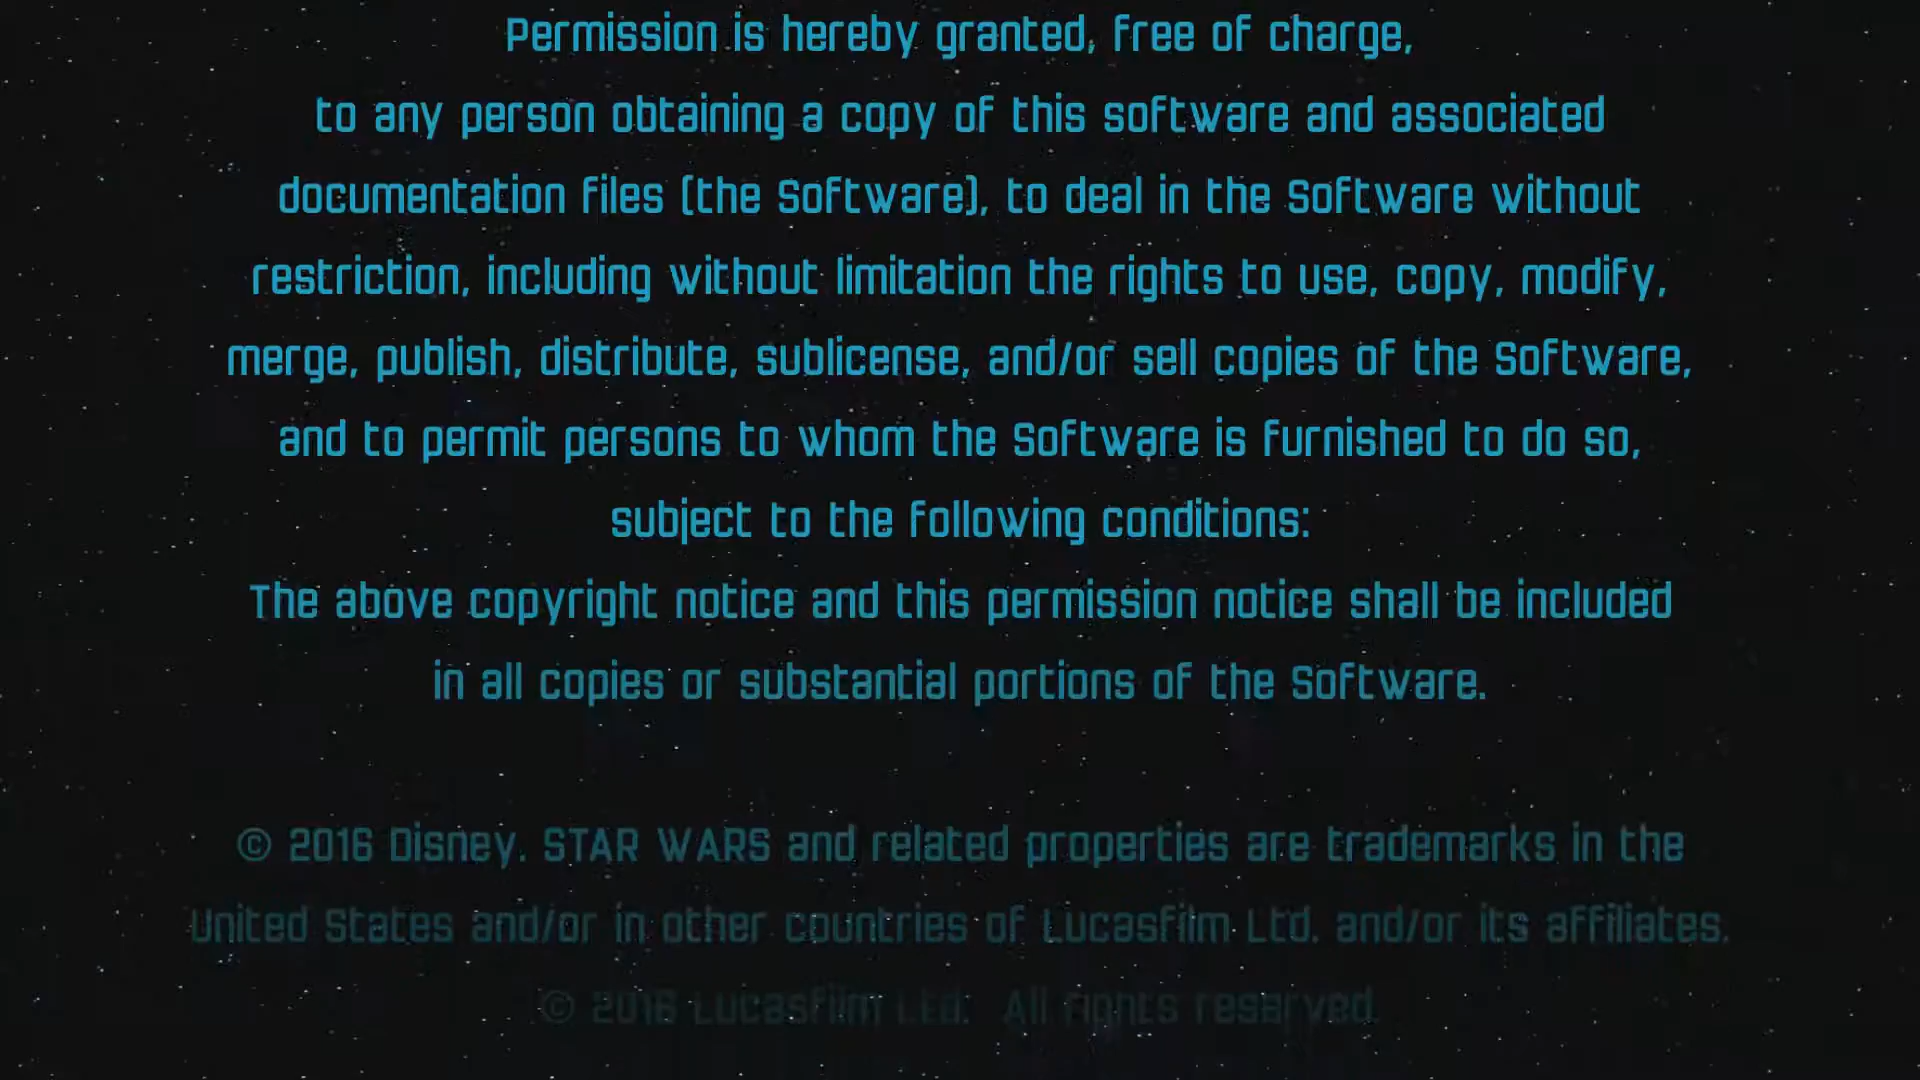 Permission is hereby granted, free of charge,
to any person obtaining a copy of this software and associated
documentation files (the Software), to deal in the Software without
restriction, including without limitation the rights to use, copy, modify,
merge, publish, distribute, sublicense, and/or sell copies of the Software,
and to permit persons to whom the Software is furnished to do so,
subject to the following conditions:
The above copyright notice and this permission notice shall be included
in all copies or substantial portions of the Software.
© 2016 Disney. STAR WARS and related properties are trademarks in the
United States and/or in other countries of Lucasfilm Ltd. and/or its affiliates.
© 2016 Lucasfilm Ltd. All rights reserved.